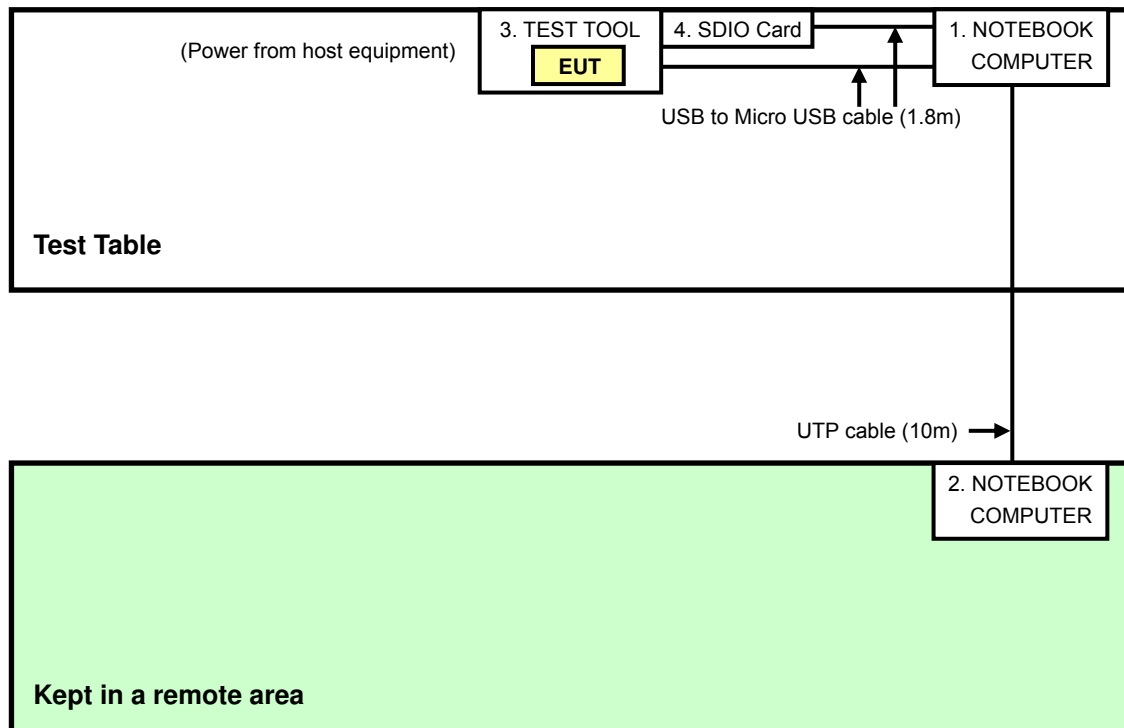 (Power from host equipment)
3. TEST TOOL
EUT
4. SDIO Card
1. NOTEBOOK
COMPUTER
USB to Micro USB cable (1.8m)
Test Table
UTP cable (10m)
2. NOTEBOOK
COMPUTER
Kept in a remote area